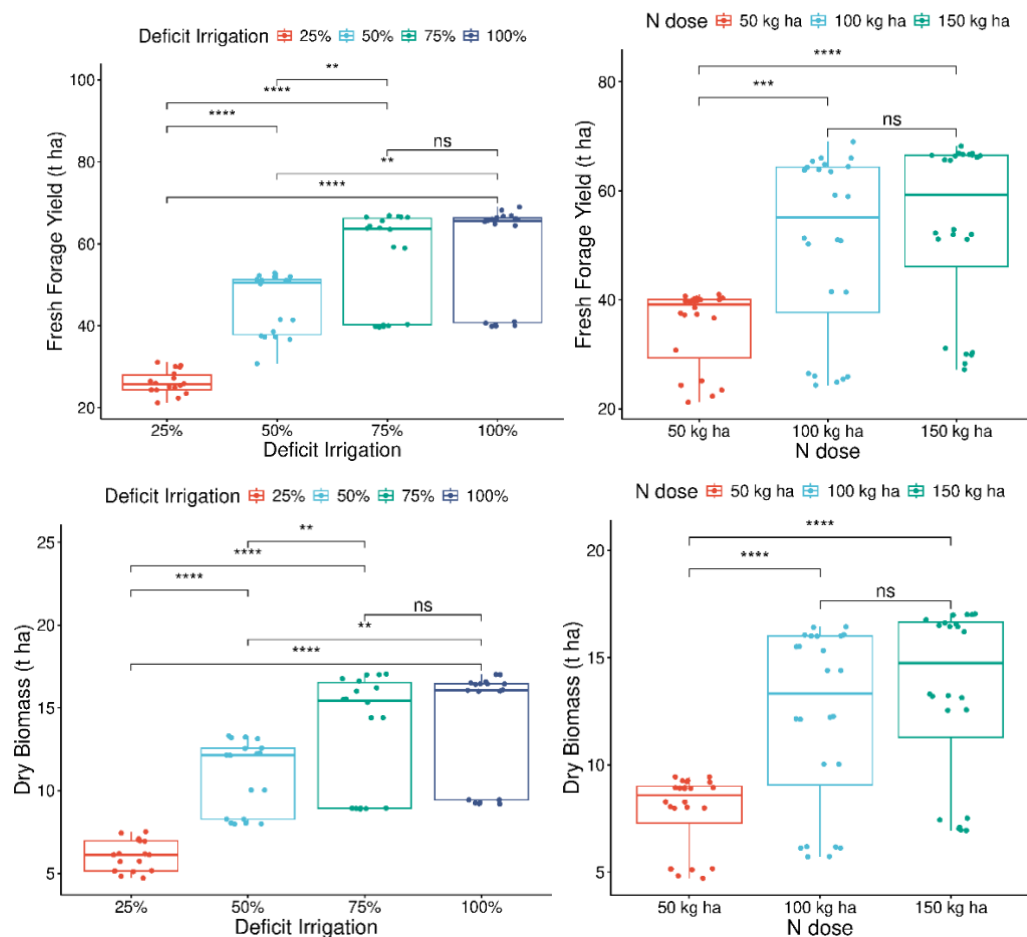 Deficit Irrigation 25% 50% 75% 100%
**
****
****
ns
**
****
100
80
60
40
20
Fresh Forage Yield (t ha)
25% 50% 75% 100%
Deficit Irrigation
N dose 50 kg ha 100 kg ha 150 kg ha
****
***
ns
80
60
40
20
Fresh Forage Yield (t ha)
50 kg ha 100 kg ha 150 kg ha
N dose
Deficit Irrigation 25% 50% 75% 100%
**
****
****
ns
**
****
25
20
15
10
5
Dry Biomass (t ha)
25% 50% 75% 100%
Deficit Irrigation
N dose 50 kg ha 100 kg ha 150 kg ha
****
****
ns
20
15
10
5
Dry Biomass (t ha)
50 kg ha 100 kg ha 150 kg ha
N dose